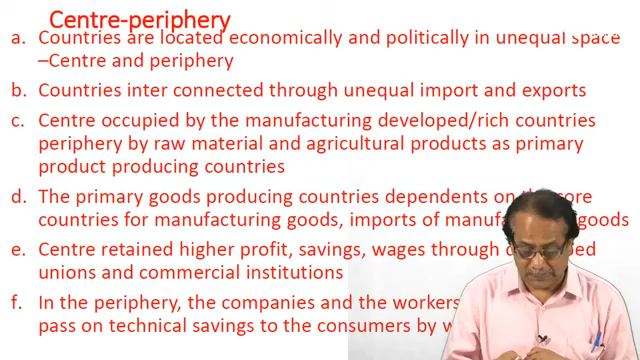 Centre-periphery
a. Countries are located economically and politically in unequal space
–Centre and periphery
b. Countries inter connected through unequal import and exports
c. Centre occupied by the manufacturing developed/rich countries
periphery by raw material and agricultural products as primary
product producing countries
d. The primary goods producing countries dependents on the core
countries for manufacturing goods, imports of goods
e. Centre retained higher profit, savings, wages through
unions and commercial institutions
f. In the periphery, the companies and the workers
pass on technical savings to the consumers by